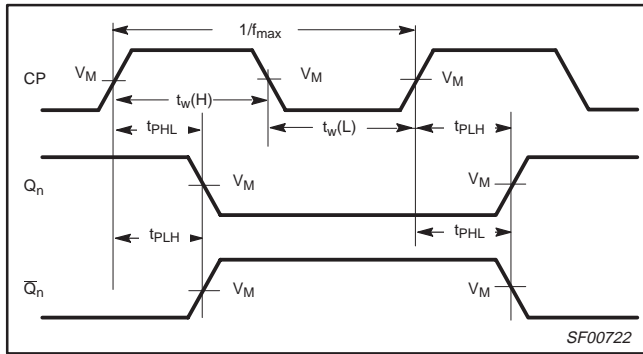 1/fmax
CP VM VM VM
tw(H)
tPHL tw(L) tPLH
Qn VM VM
tPLH tPHL
Q̅n VM VM
SF00722